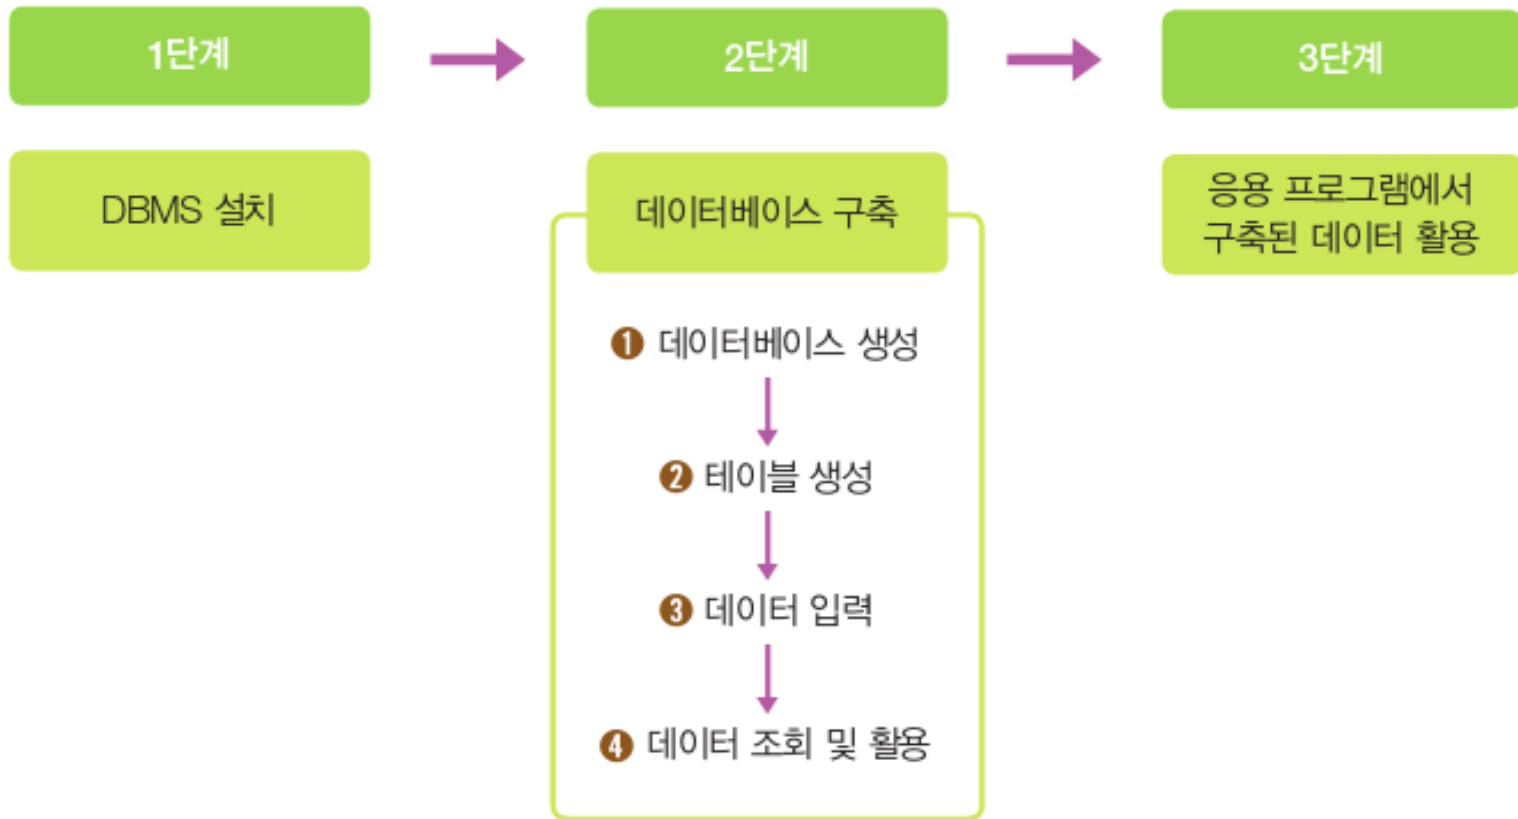 1단계
2단계
3단계
DBMS 설치
데이터베이스 구축
응용 프로그램에서
구축된 데이터 활용
❶ 데이터베이스 생성
❷ 테이블 생성
❸ 데이터 입력
❹ 데이터 조회 및 활용